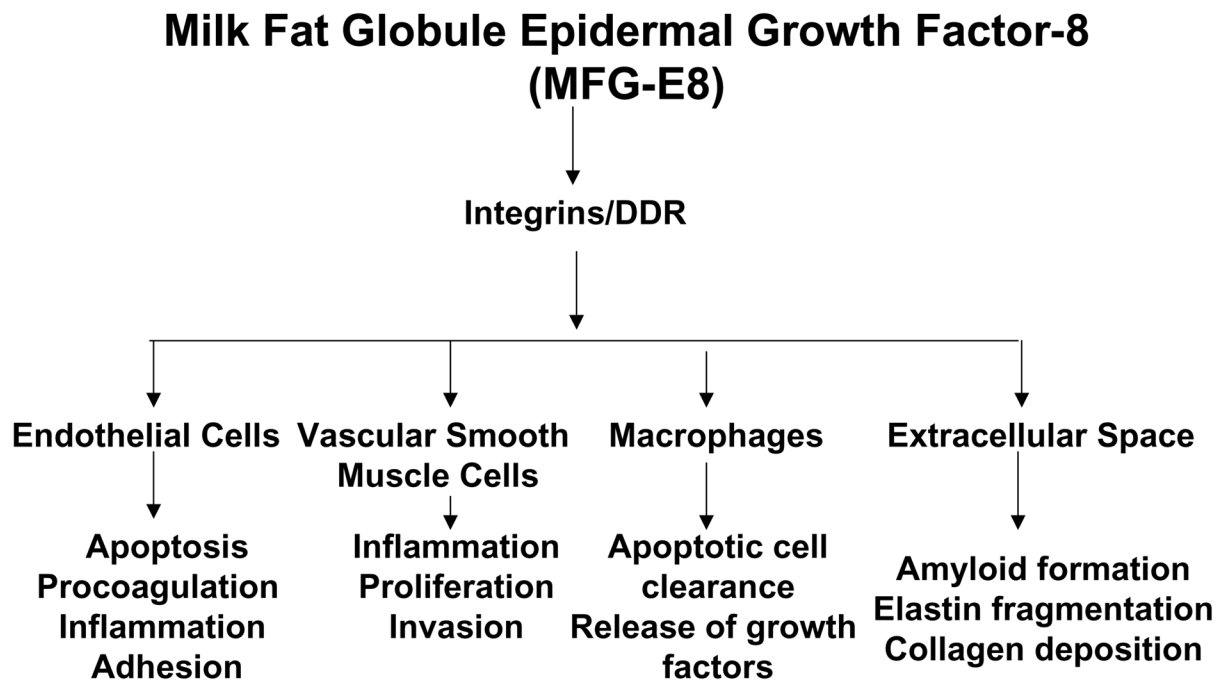 Milk Fat Globule Epidermal Growth Factor-8
(MFG-E8)
Integrins/DDR
Endothelial Cells
Vascular Smooth
Muscle Cells
Macrophages
Extracellular Space
Apoptosis
Procoagulation
Inflammation
Adhesion
Inflammation
Proliferation
Invasion
Apoptotic cell
clearance
Release of growth
factors
Amyloid formation
Elastin fragmentation
Collagen deposition